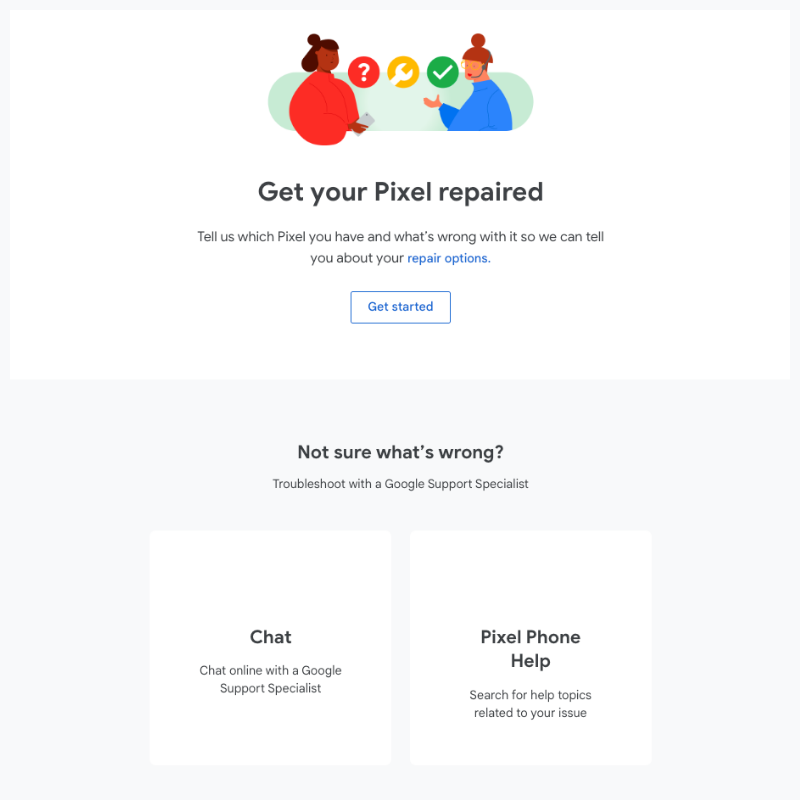 ?
Get your Pixel repaired
Tell us which Pixel you have and what's wrong with it so we can tell
you about your repair options.
Get started
Not sure what's wrong?
Troubleshoot with a Google Support Specialist
Chat
Chat online with a Google
Support Specialist
Pixel Phone
Help
Search for help topics
related to your issue